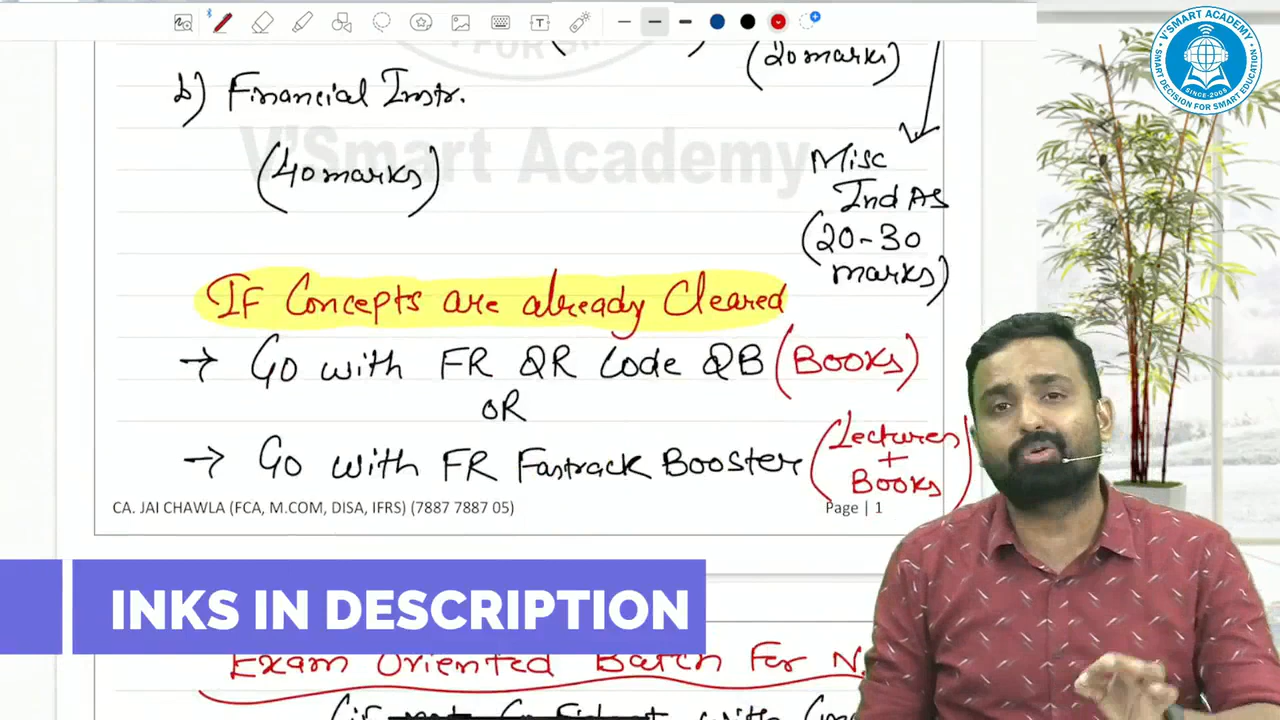 V'SMART ACADEMY
SMART DECISION FOR SMART EDUCATION
SINCE-2005
(20 marks)
b) Financial Instr.
V'Smart Academy
(40 marks)
Misc
Ind AS
(20-30
marks)
IF Concepts are already Cleared
→ Go with FR QR Code QB (Books)
OR
→ Go with FR Fastrack Booster (Lectures
+
Books)
CA. JAI CHAWLA (FCA, M.COM, DISA, IFRS) (7887 7887 05)
Page | 1
INKS IN DESCRIPTION
Exam Oriented Batch For N